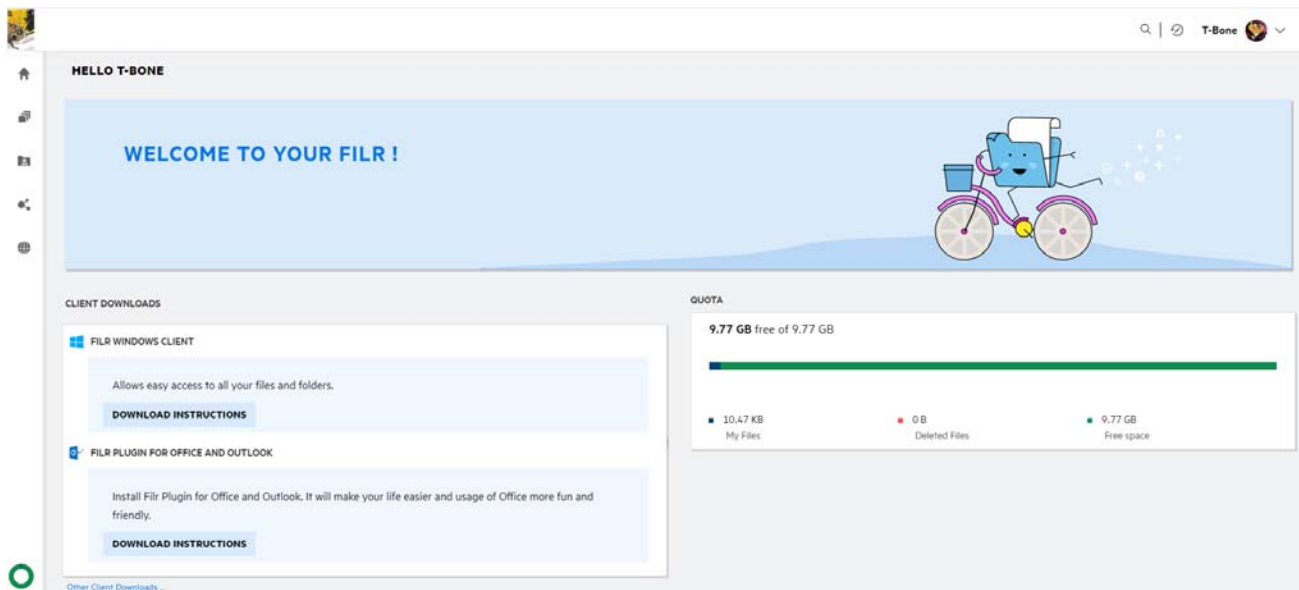 T-Bone
HELLO T-BONE
WELCOME TO YOUR FILR !
CLIENT DOWNLOADS
FILR WINDOWS CLIENT
Allows easy access to all your files and folders.
DOWNLOAD INSTRUCTIONS
FILR PLUGIN FOR OFFICE AND OUTLOOK
Install Filr Plugin for Office and Outlook. It will make your life easier and usage of Office more fun and
friendly.
DOWNLOAD INSTRUCTIONS
Other Client Downloads ...
QUOTA
9.77 GB free of 9.77 GB
10.47 KB
My Files
0 B
Deleted Files
9.77 GB
Free space